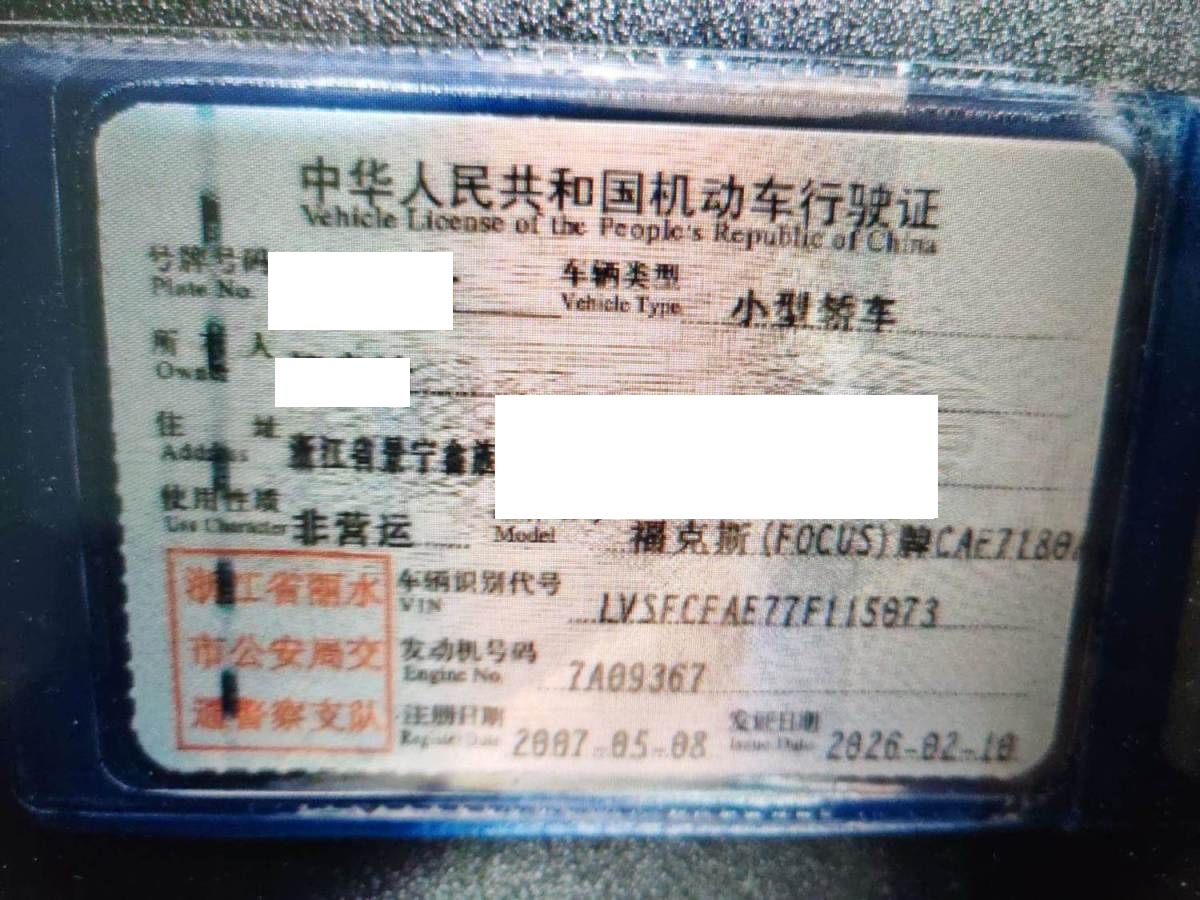 中华人民共和国机动车行驶证
Vehicle License of the People's Republic of China
号牌号码
Plate No.
车辆类型
Vehicle Type
小型轿车
所 人
Owner
住 址
Address
浙江省景宁畲族
使用性质
Use Character
非营运
Model
福克斯(FOCUS)牌CAE7180
浙江省丽水
市公安局交
通警察支队
车辆识别代号
VIN
LVSFCFAE77F115073
发动机号码
Engine No.
7A09367
注册日期
Register Date
2007-05-08
发证日期
Issue Date
2026-02-10